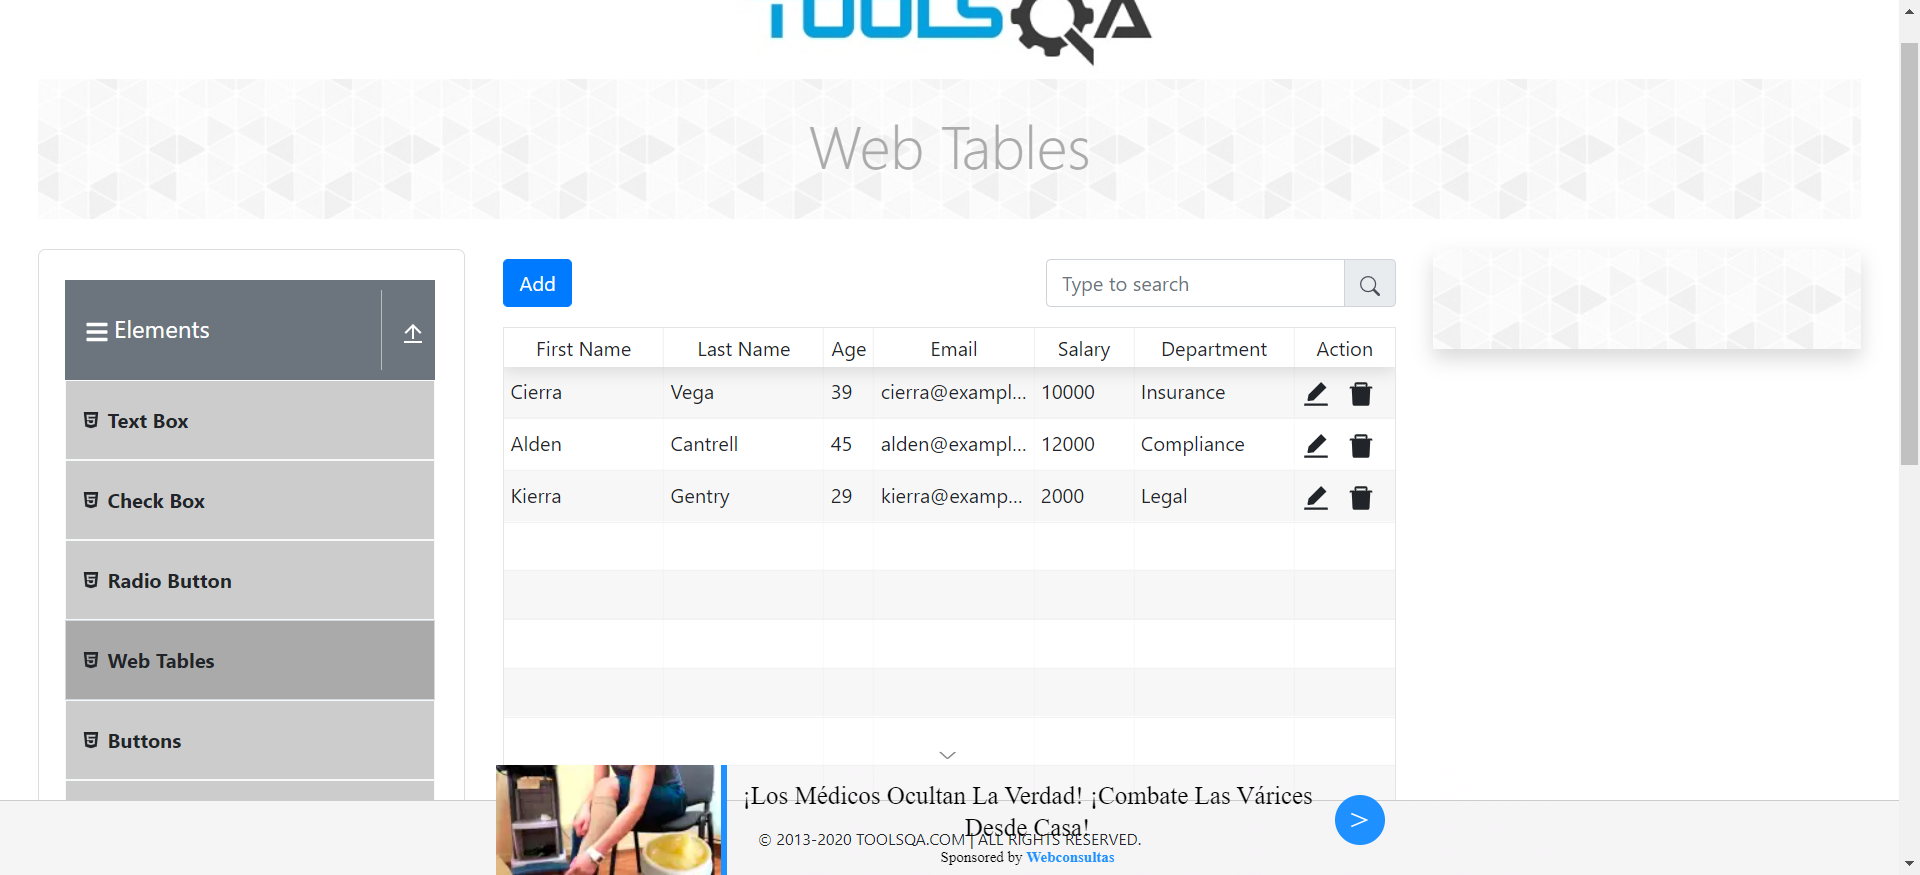 TOOLSQA
Web Tables
Elements
Text Box
Check Box
Radio Button
Web Tables
Buttons
Add
Type to search
First Name Last Name Age Email Salary Department Action
Cierra Vega 39 cierra@exampl... 10000 Insurance
Alden Cantrell 45 alden@exampl... 12000 Compliance
Kierra Gentry 29 kierra@examp... 2000 Legal
¡Los Médicos Ocultan La Verdad! ¡Combate Las Várices
Desde Casa!
>
© 2013-2020 TOOLSQA.COM | ALL RIGHTS RESERVED.
Sponsored by Webconsultas